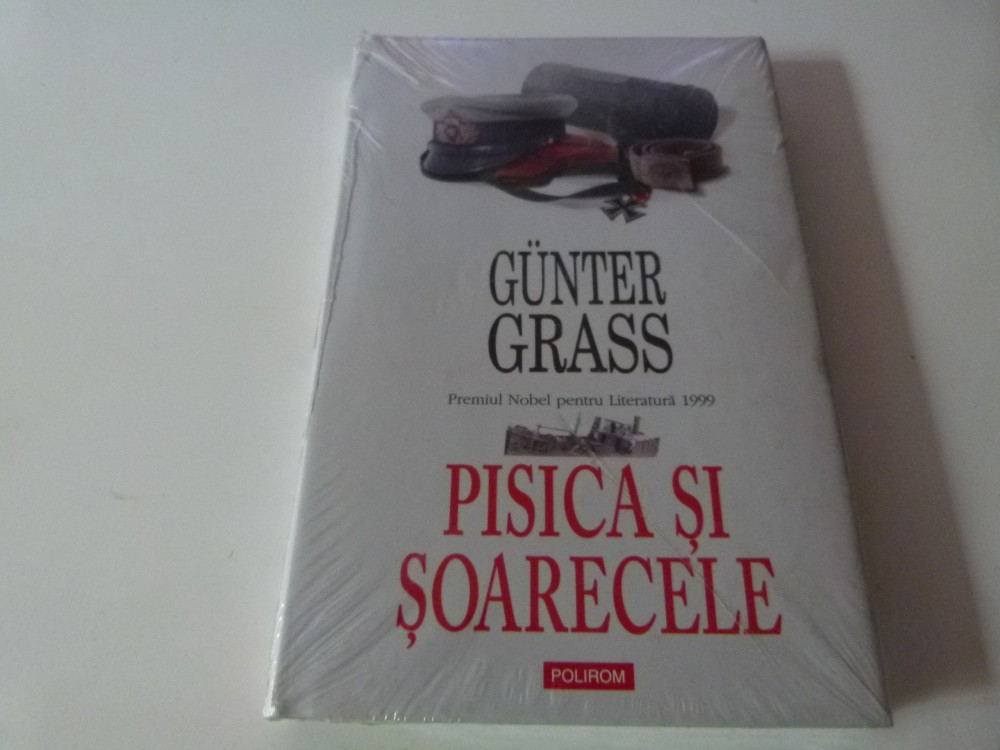 GÜNTER
GRASS
Premiul Nobel pentru Literatură 1999
PISICA ȘI
ȘOARECELE
POLIROM